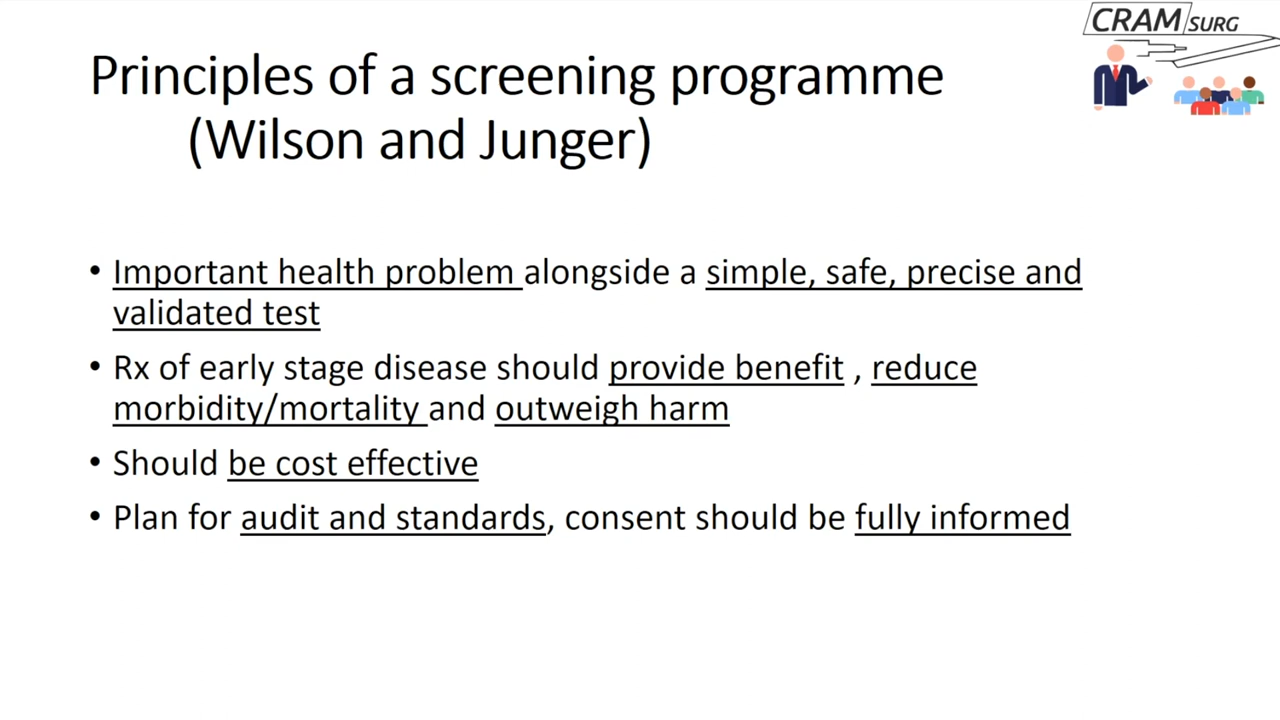 CRAM SURG
Principles of a screening programme
(Wilson and Junger)
• Important health problem alongside a simple, safe, precise and
validated test
• Rx of early stage disease should provide benefit , reduce
morbidity/mortality and outweigh harm
• Should be cost effective
• Plan for audit and standards, consent should be fully informed